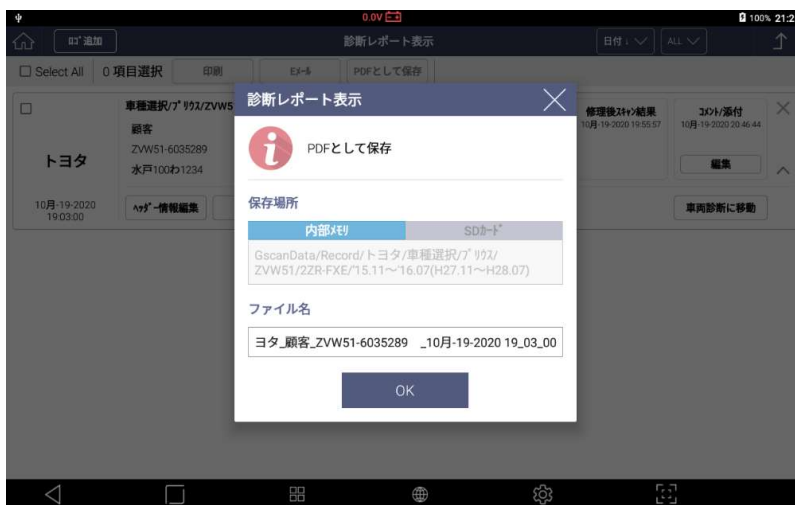 0.0V
100% 21:2
ﾛｺﾞ追加
診断レポート表示
日付↓
ALL
Select All
0 項目選択
印刷
Eﾒｰﾙ
PDFとして保存
車種選択/ﾌﾟﾘｳｽ/ZVW5
顧客
ZVW51-6035289
水戸100わ1234
トヨタ
10月-19-2020
19:03:00
ﾍｯﾀﾞｰ情報編集
修理後ｽｷｬﾝ結果
10月-19-2020 19:55:57
ｺﾒﾝﾄ/添付
10月-19-2020 20:46:44
編集
車両診断に移動
診断レポート表示
PDFとして保存
保存場所
内部ﾒﾓﾘ
SDｶｰﾄﾞ
GscanData/Record/トヨタ/車種選択/ﾌﾟﾘｳｽ/
ZVW51/2ZR-FXE/'15.11～'16.07(H27.11～H28.07)
ファイル名
ヨタ_顧客_ZVW51-6035289 _10月-19-2020 19_03_00
OK